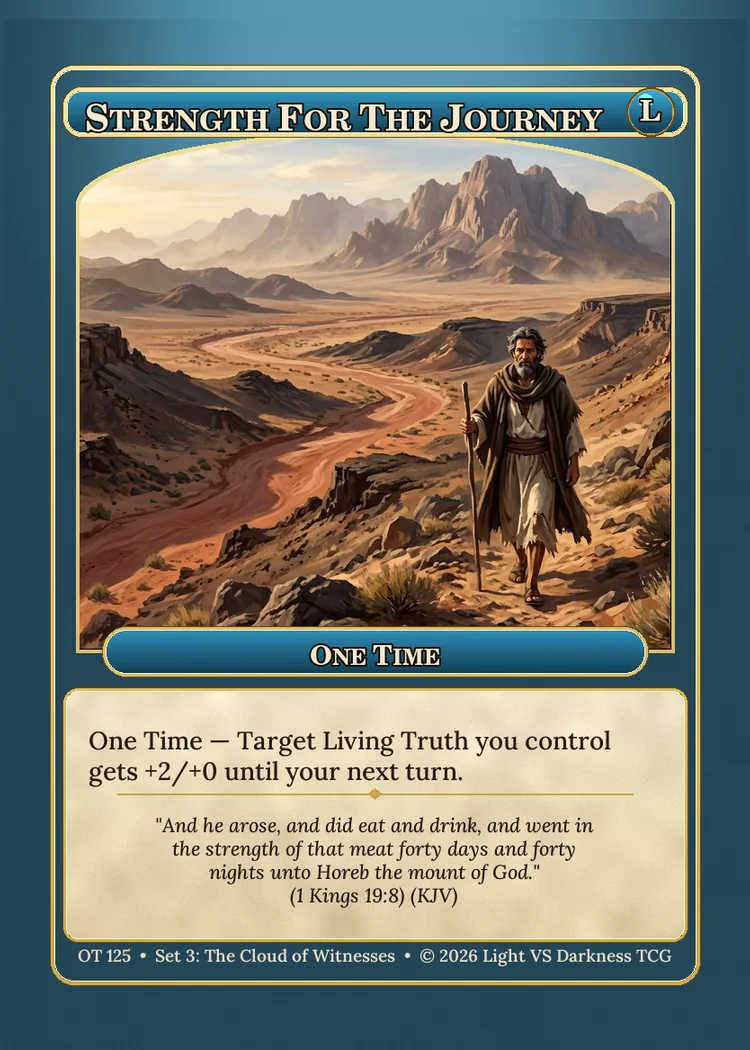 Strength For The Journey
L
One Time
One Time — Target Living Truth you control
gets +2/+0 until your next turn.
"And he arose, and did eat and drink, and went in
the strength of that meat forty days and forty
nights unto Horeb the mount of God."
(1 Kings 19:8) (KJV)
OT 125 • Set 3: The Cloud of Witnesses • © 2026 Light VS Darkness TCG